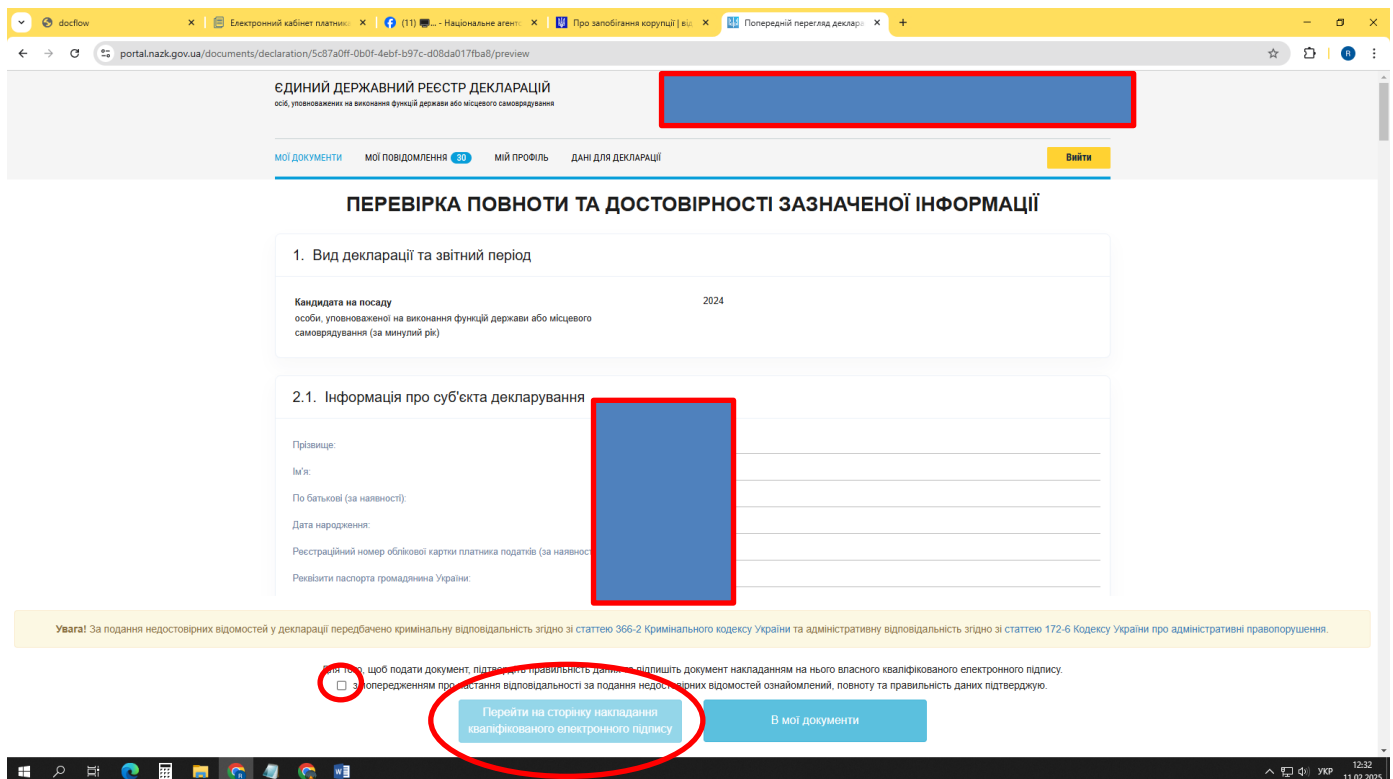 docflow
Електронний кабінет платник
(11) 🖥️... - Національне агентс
Про запобігання корупції | від
Попередній перегляд деклара
portal.nazk.gov.ua/documents/declaration/5c87a0ff-0b0f-4ebf-b97c-d08da017fba8/preview
R
ЄДИНИЙ ДЕРЖАВНИЙ РЕЄСТР ДЕКЛАРАЦІЙ
осіб, уповноважених на виконання функцій держави або місцевого самоврядування
МОЇ ДОКУМЕНТИ МОЇ ПОВІДОМЛЕННЯ 30 МІЙ ПРОФІЛЬ ДАНІ ДЛЯ ДЕКЛАРАЦІЇ Вийти
ПЕРЕВІРКА ПОВНОТИ ТА ДОСТОВІРНОСТІ ЗАЗНАЧЕНОЇ ІНФОРМАЦІЇ
1. Вид декларації та звітний період
Кандидата на посаду 2024
особи, уповноваженої на виконання функцій держави або місцевого
самоврядування (за минулий рік)
2.1. Інформація про суб'єкта декларування
Прізвище:
Ім'я:
По батькові (за наявності):
Дата народження:
Реєстраційний номер облікової картки платника податків (за наявност
Реквізити паспорта громадянина України:
Увага! За подання недостовірних відомостей у декларації передбачено кримінальну відповідальність згідно зі статтею 366-2 Кримінального кодексу України та адміністративну відповідальність згідно зі статтею 172-6 Кодексу України про адміністративні правопорушення.
Для того, щоб подати документ, підтвердіть правильність даних та підпишіть документ накладанням на нього власного кваліфікованого електронного підпису.
з попередженням про настання відповідальності за подання недостовірних відомостей ознайомлений, повноту та правильність даних підтверджую.
Перейти на сторінку накладання
кваліфікованого електронного підпису
В мої документи
УКР
12:32
11.02.2025